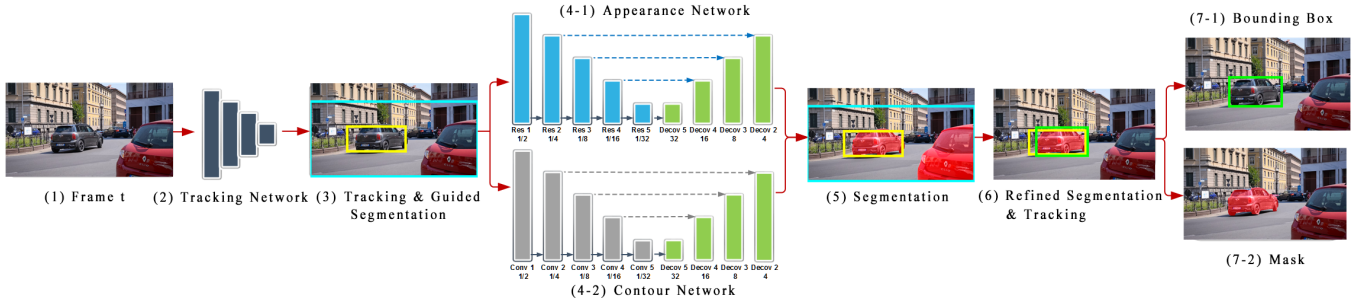 (4-1) Appearance Network
(7-1) Bounding Box
Res 1 Res 2 Res 3 Res 4 Res 5 Decov 5 Decov 4 Decov 3 Decov 2
1/2 1/4 1/8 1/16 1/32 32 16 8 4
(1) Frame t
(2) Tracking Network
(3) Tracking & Guided
Segmentation
(5) Segmentation
(6) Refined Segmentation
& Tracking
Conv 1 Conv 2 Conv 3 Conv 4 Conv 5 Decov 5 Decov 4 Decov 3 Decov 2
1/2 1/4 1/8 1/16 1/32 32 16 8 4
(4-2) Contour Network
(7-2) Mask